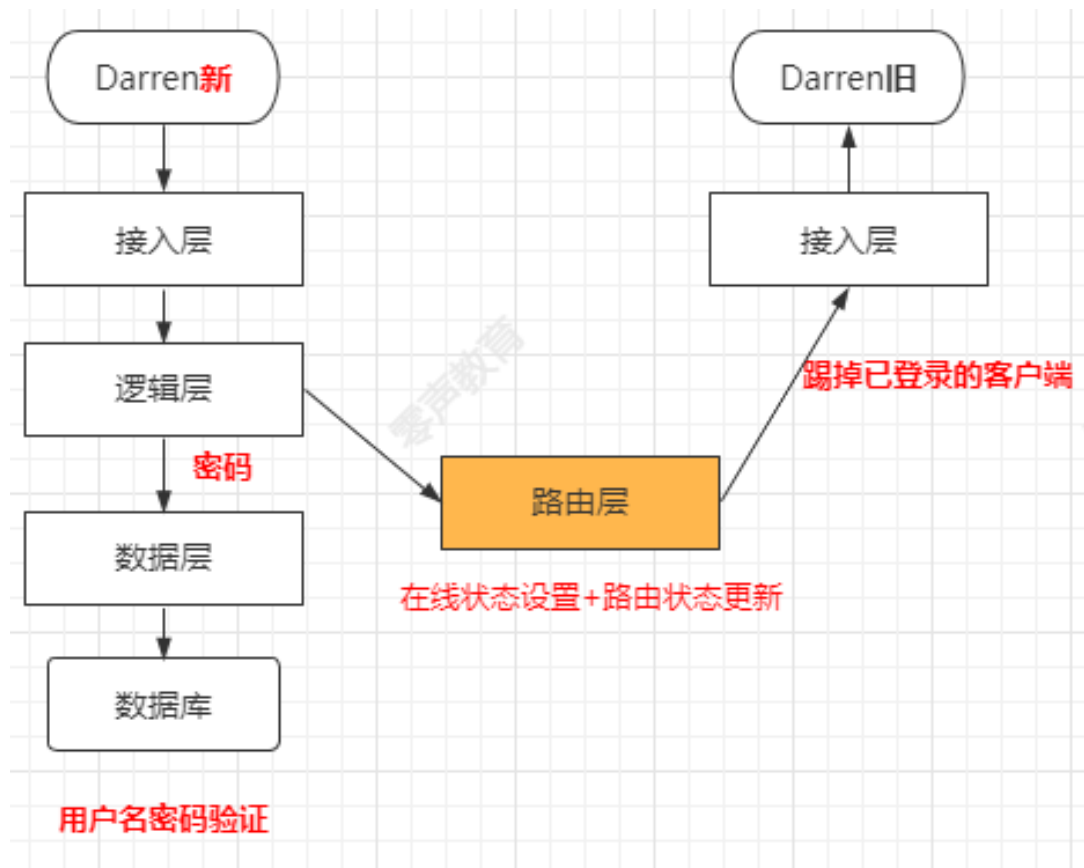 Darren新
Darren旧
接入层
接入层
逻辑层
踢掉已登录的客户端
密码
路由层
数据层
在线状态设置+路由状态更新
数据库
用户名密码验证
零声教育